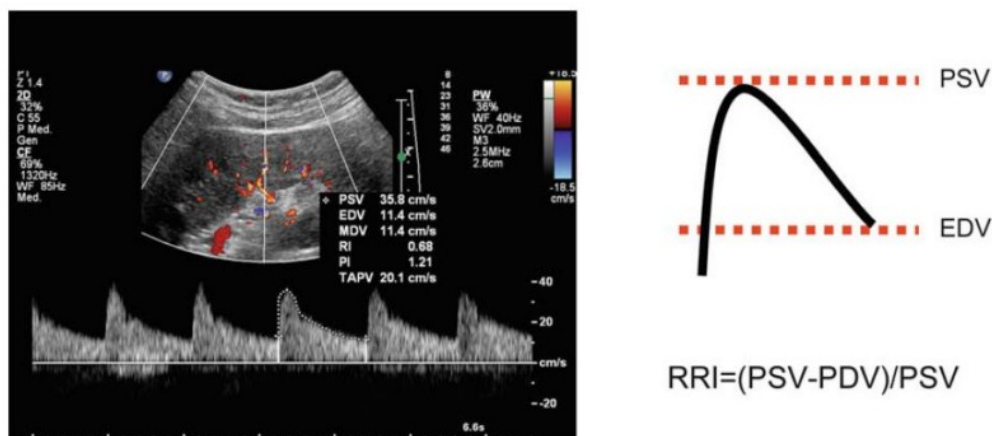 Z 1.4
2D
32%
C 55
P Med.
Gen
CF
69%
1320Hz
WF 85Hz
Med.
8
14
23
31
36
39
42
46
+18.5
-18.5
cm/s
PW
36%
WF 40Hz
SV2.0mm
M3
2.5MHz
2.6cm
PSV 35.8 cm/s
EDV 11.4 cm/s
MDV 11.4 cm/s
RI 0.68
PI 1.21
TAPV 20.1 cm/s
40
20
cm/s
-20
6.6s
PSV
EDV
RRI=(PSV-PDV)/PSV